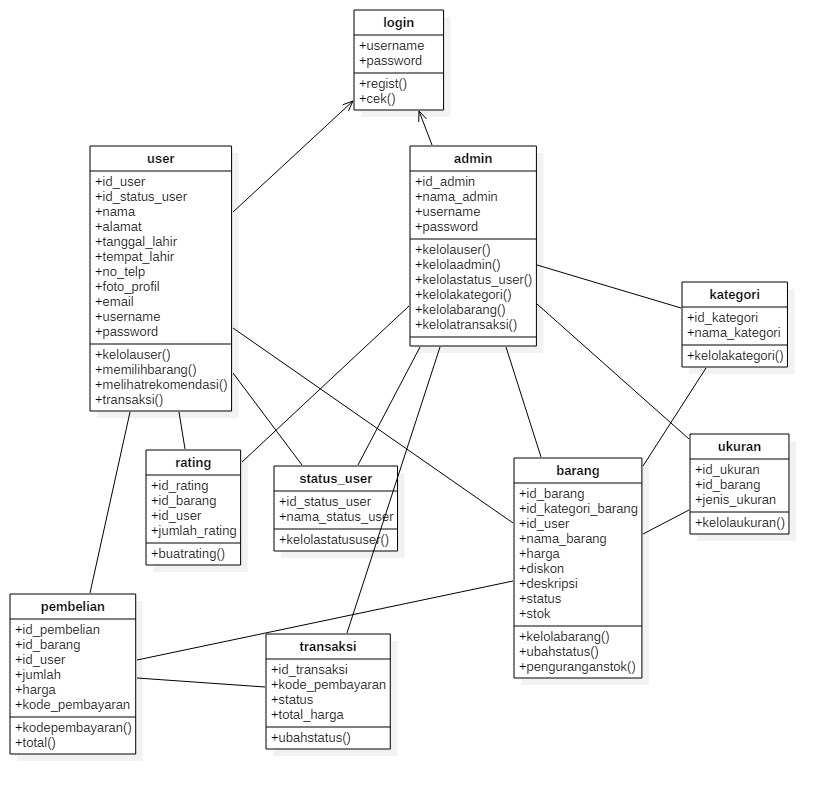 login
+username
+password
+regist()
+cek()
user
+id_user
+id_status_user
+nama
+alamat
+tanggal_lahir
+tempat_lahir
+no_telp
+foto_profil
+email
+username
+password
+kelolauser()
+memilihbarang()
+melihatrekomendasi()
+transaksi()
admin
+id_admin
+nama_admin
+username
+password
+kelolauser()
+kelolaadmin()
+kelolastatus_user()
+kelolakategori()
+kelolabarang()
+kelolatransaksi()
kategori
+id_kategori
+nama_kategori
+kelolakategori()
rating
+id_rating
+id_barang
+id_user
+jumlah_rating
+buatrating()
status_user
+id_status_user
+nama_status_user
+kelolastatususer()
barang
+id_barang
+id_kategori_barang
+id_user
+nama_barang
+harga
+diskon
+deskripsi
+status
+stok
+kelolabarang()
+ubahstatus()
+penguranganstok()
ukuran
+id_ukuran
+id_barang
+jenis_ukuran
+kelolaukuran()
pembelian
+id_pembelian
+id_barang
+id_user
+jumlah
+harga
+kode_pembayaran
+kodepembayaran()
+total()
transaksi
+id_transaksi
+kode_pembayaran
+status
+total_harga
+ubahstatus()